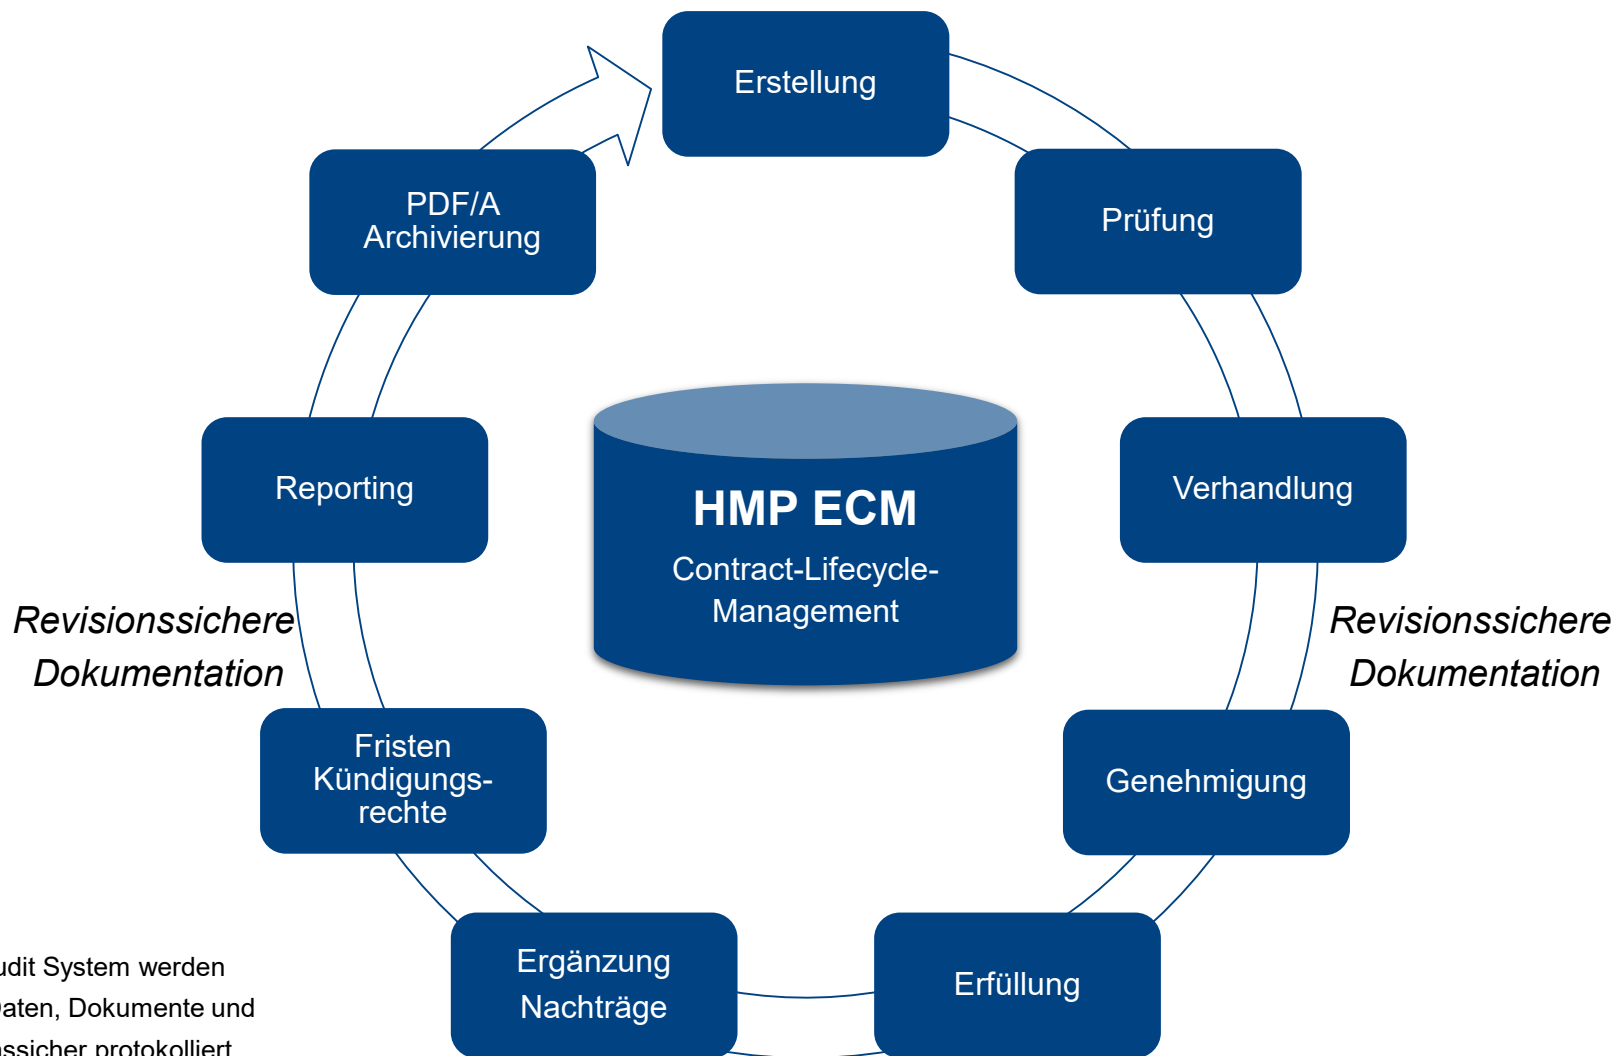 Erstellung
Prüfung
Verhandlung
Genehmigung
Erfüllung
Ergänzung
Nachträge
Fristen
Kündigungs-
rechte
Reporting
PDF/A
Archivierung
HMP ECM
Contract-Lifecycle-
Management
Revisionssichere
Dokumentation
Revisionssichere
Dokumentation
System werden
Dokumente und
protokolliert